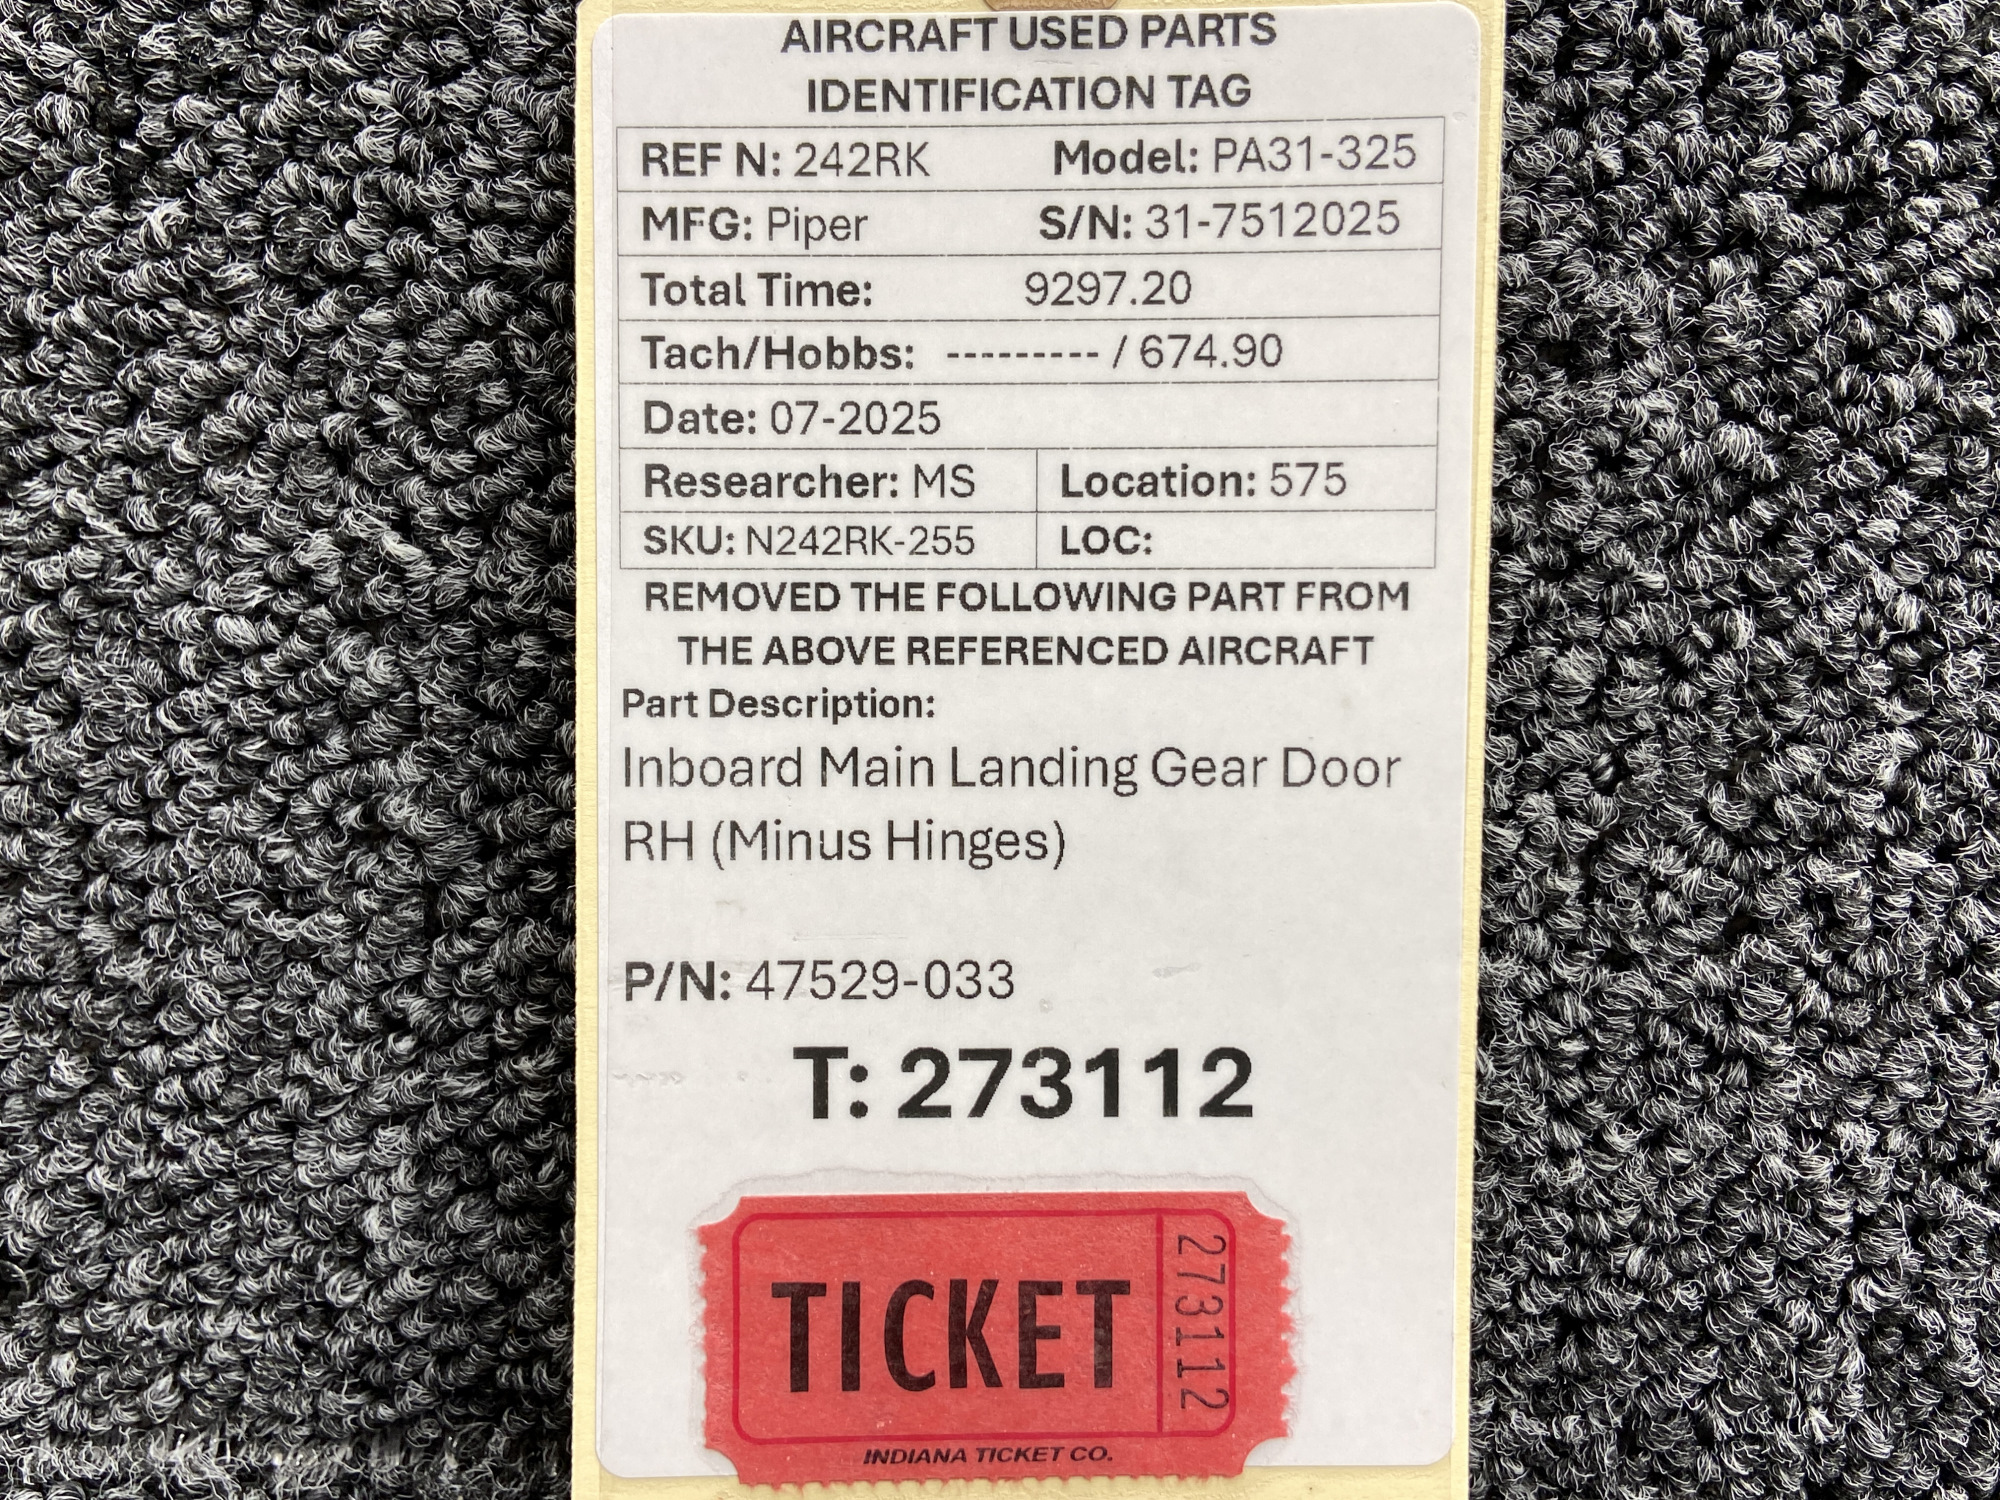 AIRCRAFT USED PARTS
IDENTIFICATION TAG
REF N: 242RK Model: PA31-325
MFG: Piper S/N: 31-7512025
Total Time: 9297.20
Tach/Hobbs: --------- / 674.90
Date: 07-2025
Researcher: MS Location: 575
SKU: N242RK-255 LOC:
REMOVED THE FOLLOWING PART FROM
THE ABOVE REFERENCED AIRCRAFT
Part Description:
Inboard Main Landing Gear Door
RH (Minus Hinges)
P/N: 47529-033
T: 273112
TICKET
273112
INDIANA TICKET CO.